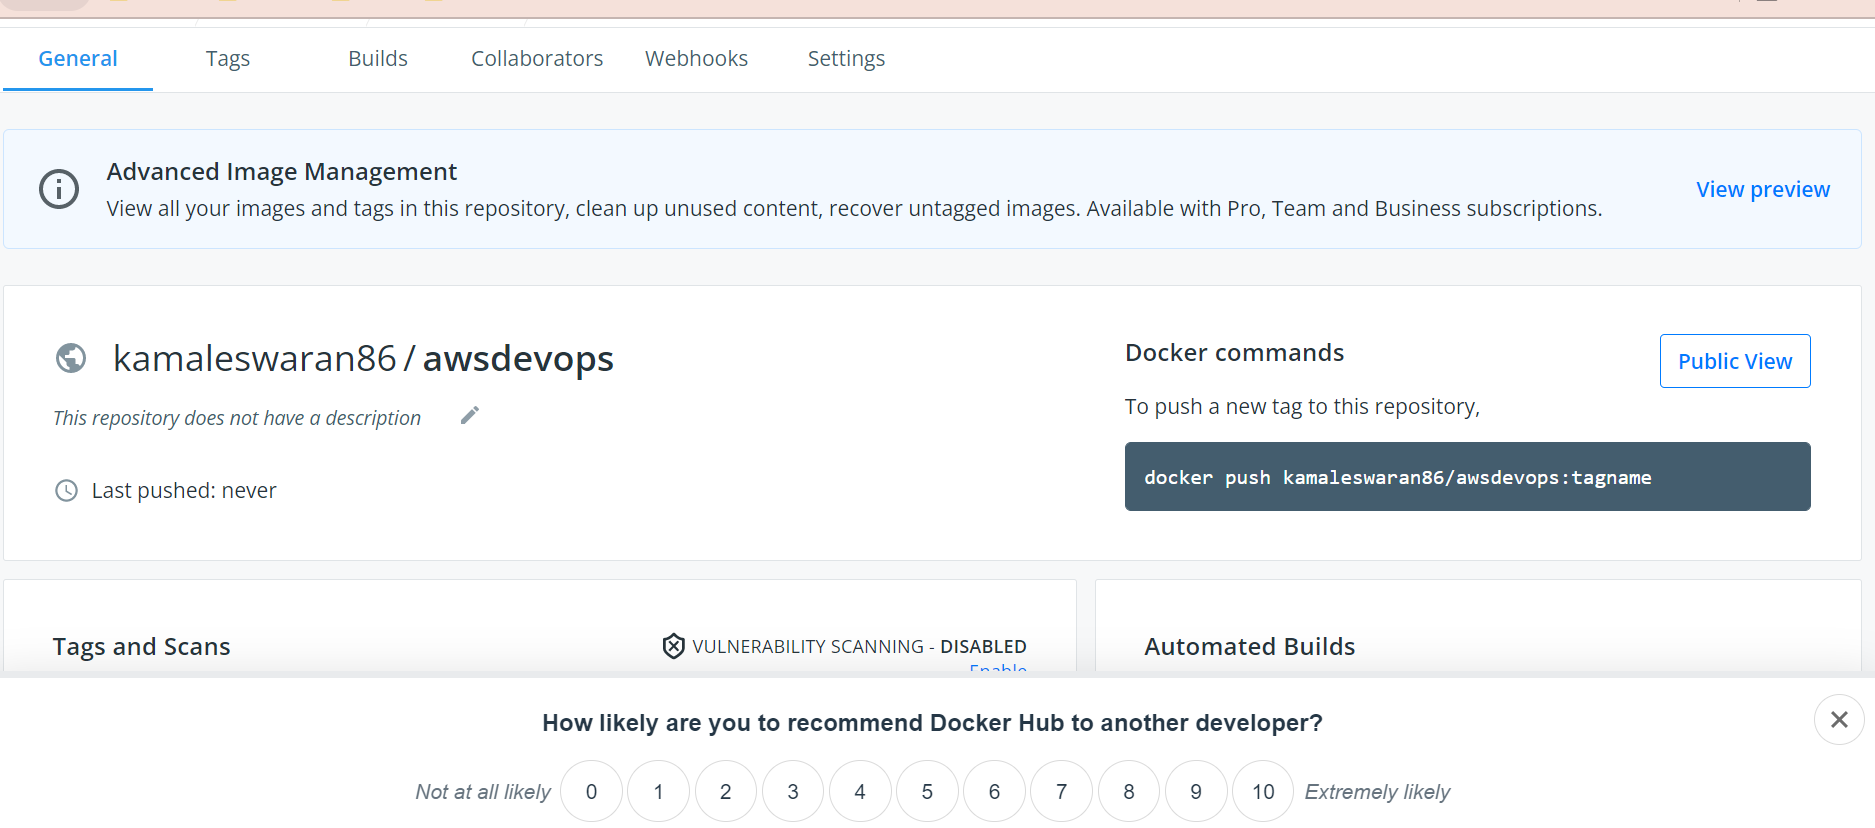 General Tags Builds Collaborators Webhooks Settings
Advanced Image Management
View all your images and tags in this repository, clean up unused content, recover untagged images. Available with Pro, Team and Business subscriptions.
View preview
kamaleswaran86 / awsdevops
This repository does not have a description
Last pushed: never
Docker commands
Public View
To push a new tag to this repository,
docker push kamaleswaran86/awsdevops:tagname
Tags and Scans
VULNERABILITY SCANNING - DISABLED
Enable
Automated Builds
How likely are you to recommend Docker Hub to another developer?
Not at all likely 0 1 2 3 4 5 6 7 8 9 10 Extremely likely